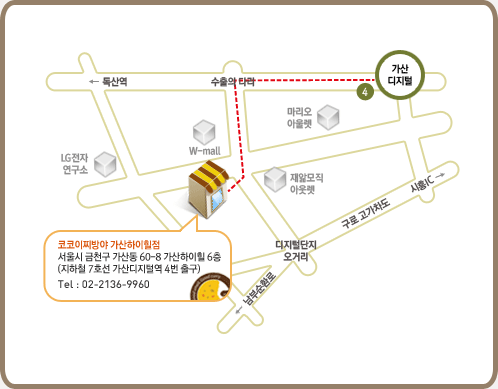 ← 독산역
수출의 다리
가산
디지털
4
마리오
아울렛
W-mall
LG전자
연구소
재앏모직
아웃렛
시흥IC →
구로 고가차도
코코이찌방야 가산하이힐점
서울시 금천구 가산동 60-8 가산하이힐 6층
(지하철 7호선 가산디지털역 4번 출구)
Tel : 02-2136-9960
디지털단지
오거리
← 남부순환로